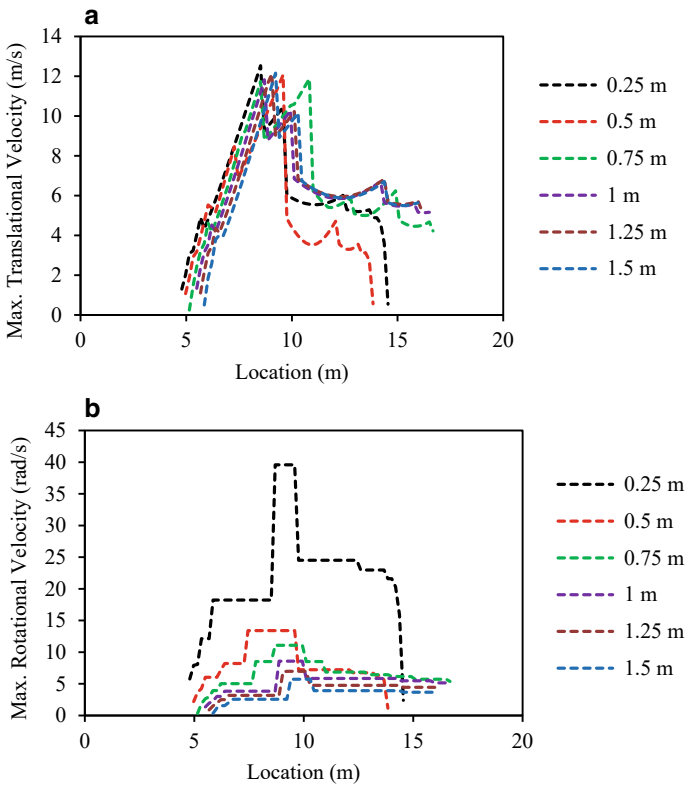 a
Max. Translational Velocity (m/s)
14
12
10
8
6
4
2
0
0 5 10 15 20
Location (m)
0.25 m
0.5 m
0.75 m
1 m
1.25 m
1.5 m
b
Max. Rotational Velocity (rad/s)
45
40
35
30
25
20
15
10
5
0
0 5 10 15 20
Location (m)
0.25 m
0.5 m
0.75 m
1 m
1.25 m
1.5 m